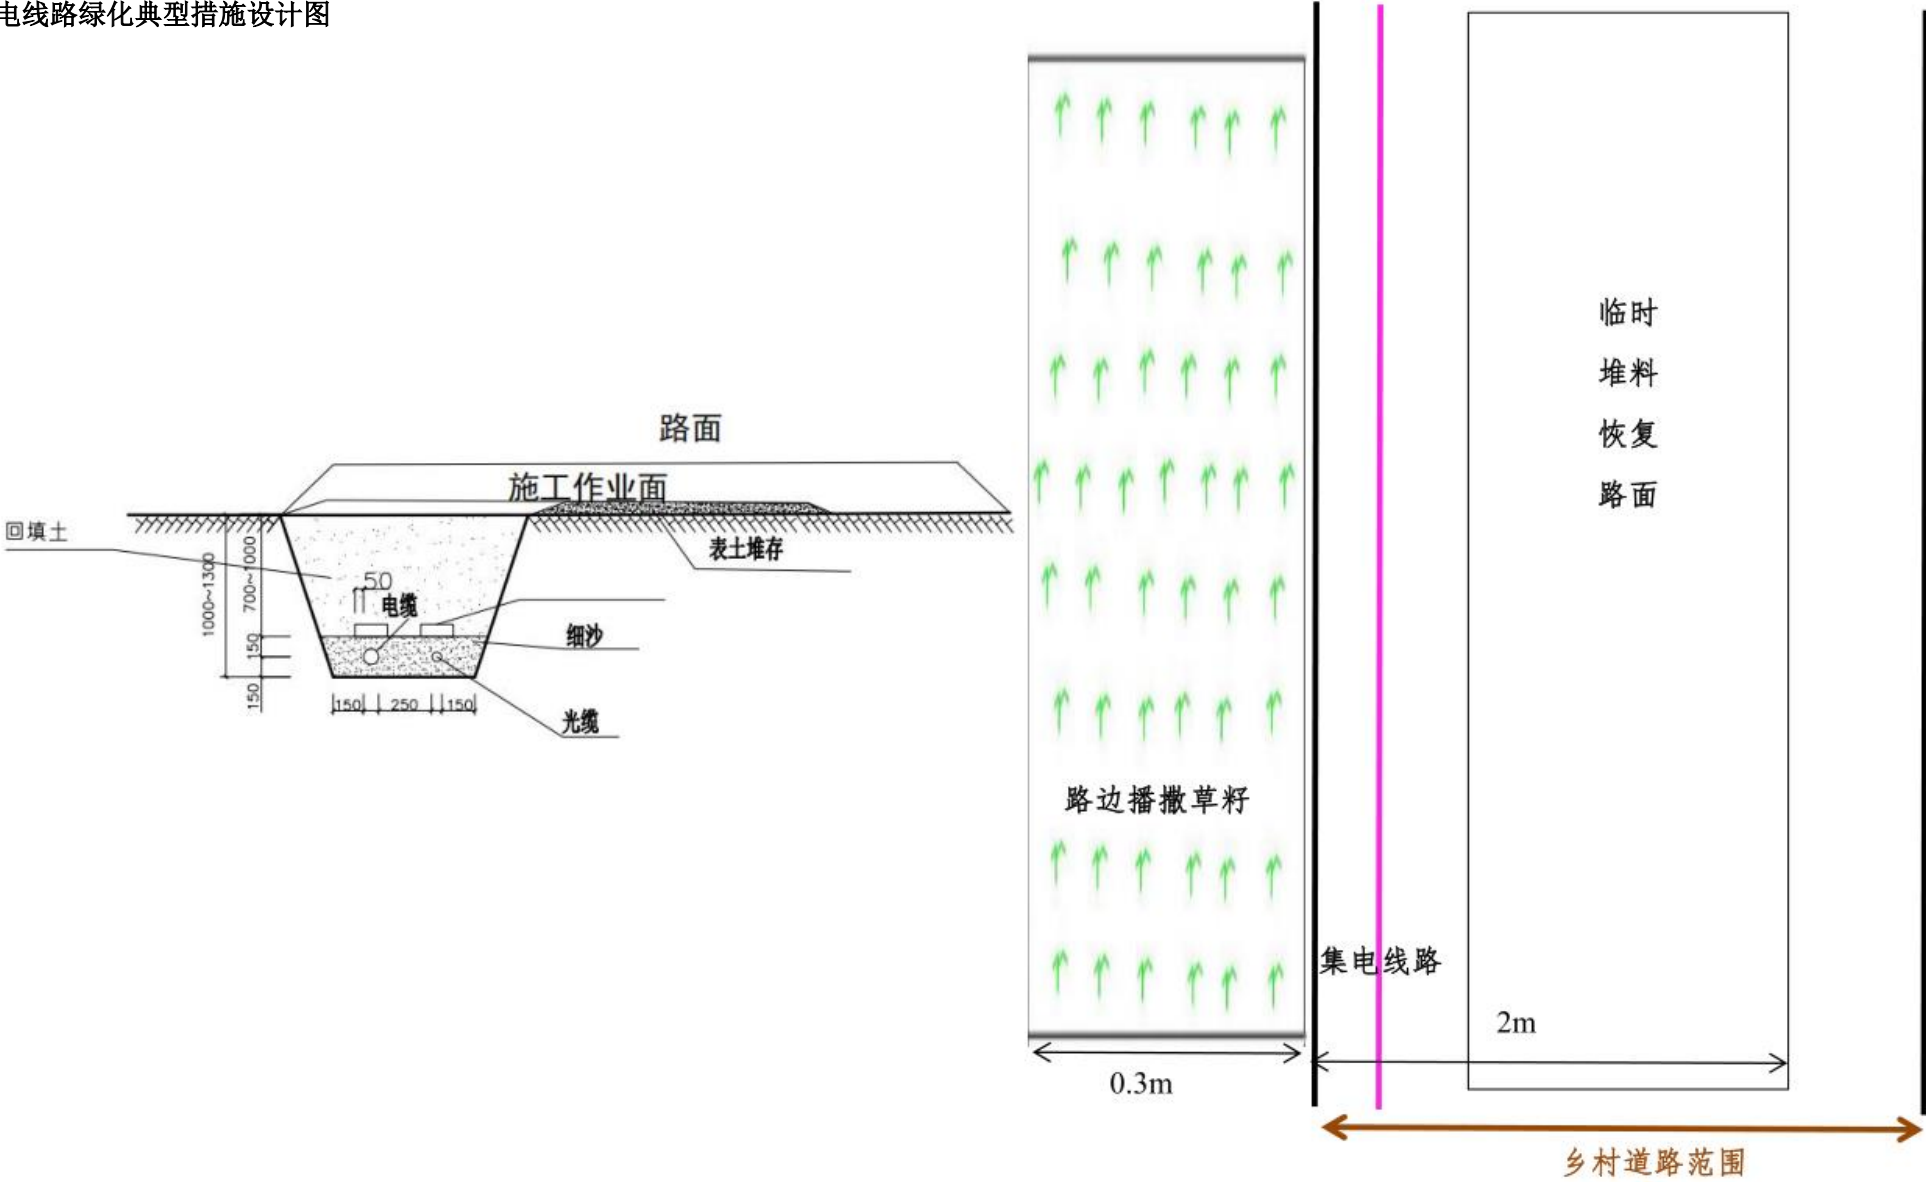 电线路绿化典型措施设计图
路面
施工作业面
回填土
表土堆存
1000~1300
700~1000
50
电缆
细沙
150
150
150
250
150
光缆
临时
堆料
恢复
路面
路边播撒草籽
集电线路
2m
0.3m
乡村道路范围